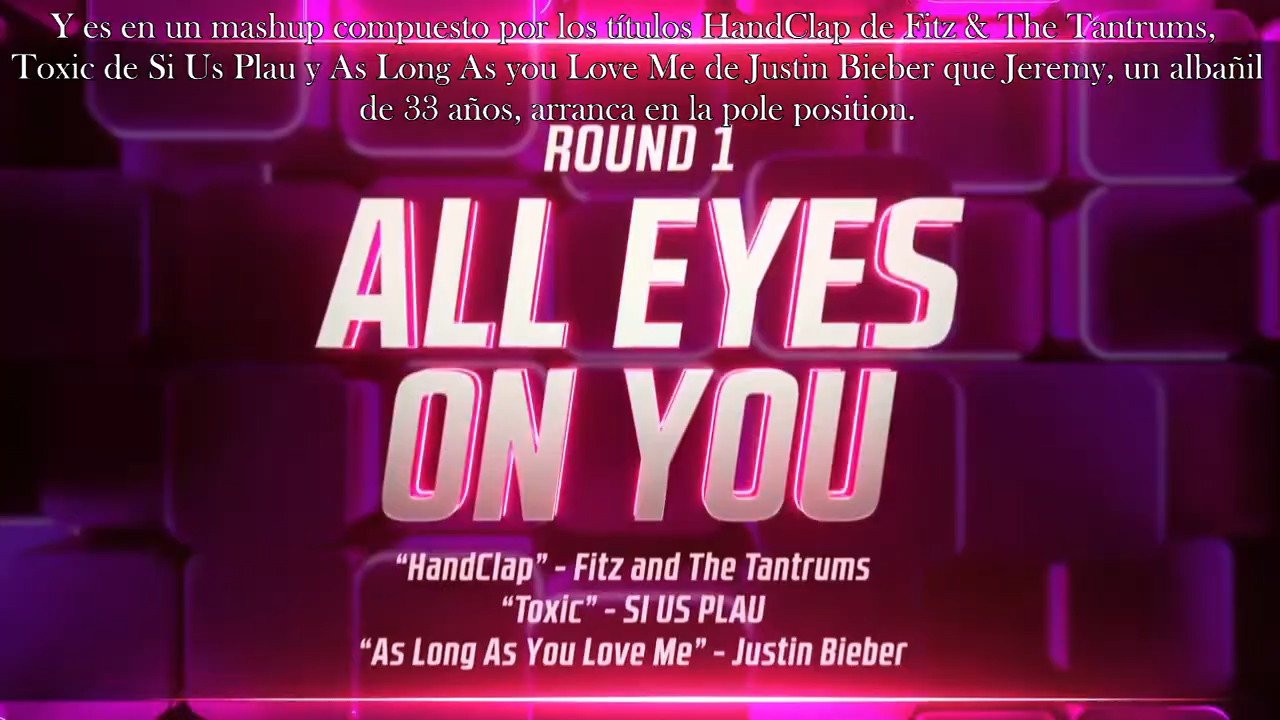 Y es en un mashup compuesto por los títulos HandClap de Fitz & The Tantrums,
Toxic de Si Us Plau y As Long As you Love Me de Justin Bieber que Jeremy, un albañil
de 33 años, arranca en la pole position.
ROUND 1
ALL EYES
ON YOU
“HandClap” - Fitz and The Tantrums
“Toxic” - SI US PLAU
“As Long As You Love Me” - Justin Bieber